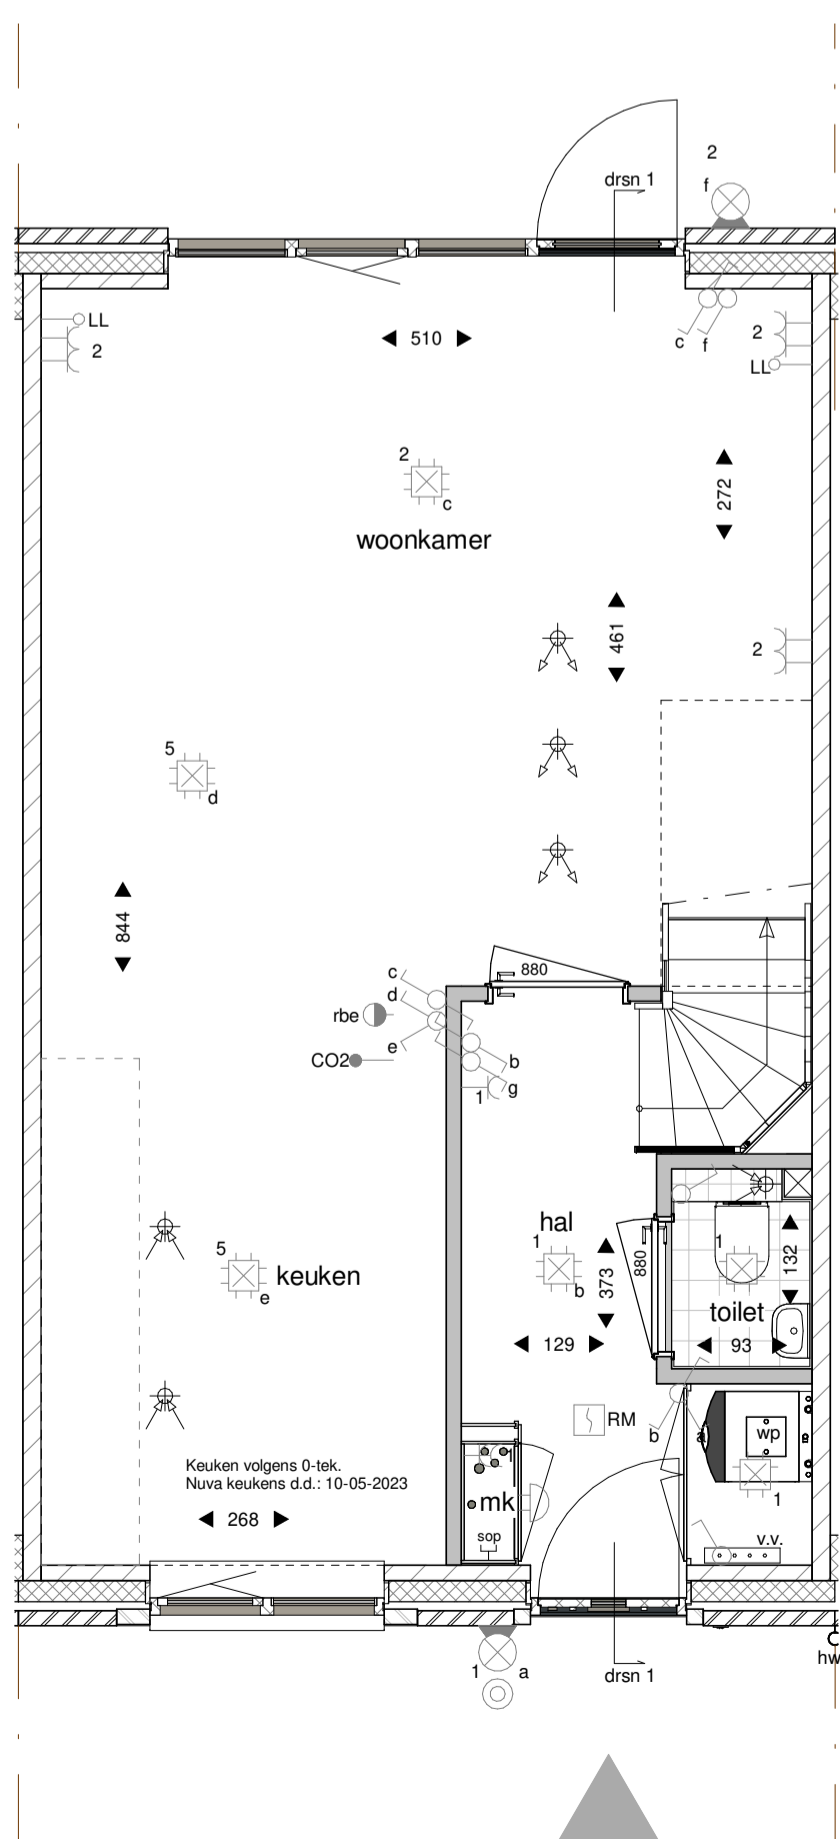 2
f
drsn 1
LL
2
510
c
f
2
LL
2
c
272
woonkamer
461
2
5
d
844
c
d
rbe
e
CO2
880
b
g
1
hal
1
b
373
880
1
132
toilet
93
5
keuken
e
129
RM
b
wp
1
Keuken volgens 0-tek.
Nuva keukens d.d.: 10-05-2023
268
mk
sop
v.v.
1
a
drsn 1
hw